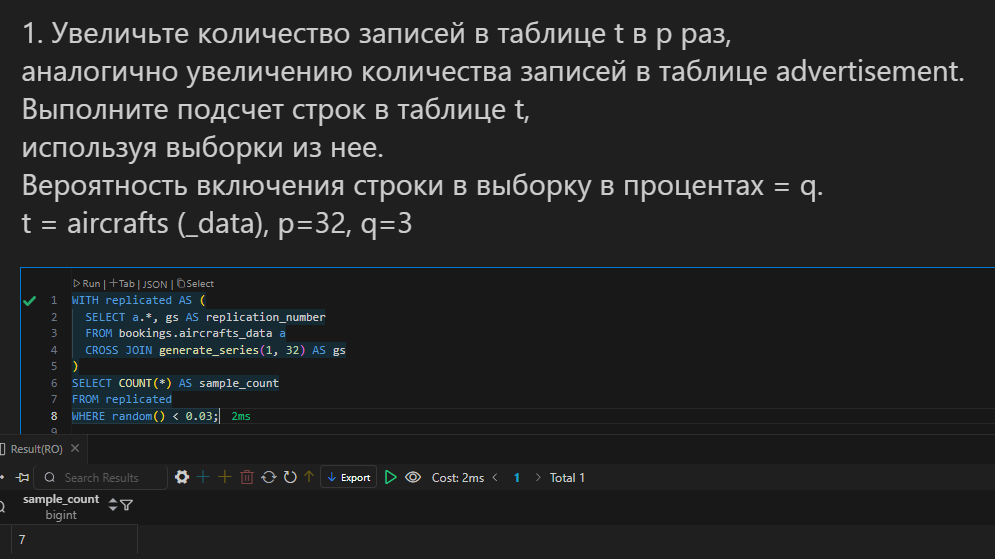 1. Увеличьте количество записей в таблице t в p раз,
аналогично увеличению количества записей в таблице advertisement.
Выполните подсчет строк в таблице t,
используя выборки из нее.
Вероятность включения строки в выборку в процентах = q.
t = aircrafts (_data), p=32, q=3
Run | +Tab | JSON | Select
1 WITH replicated AS (
2 SELECT a.*, gs AS replication_number
3 FROM bookings.aircrafts_data a
4 CROSS JOIN generate_series(1, 32) AS gs
5 )
6 SELECT COUNT(*) AS sample_count
7 FROM replicated
8 WHERE random() < 0.03; 2ms
9
Result(RO)
Search Results Export Cost: 2ms < 1 > Total 1
sample_count
bigint
7